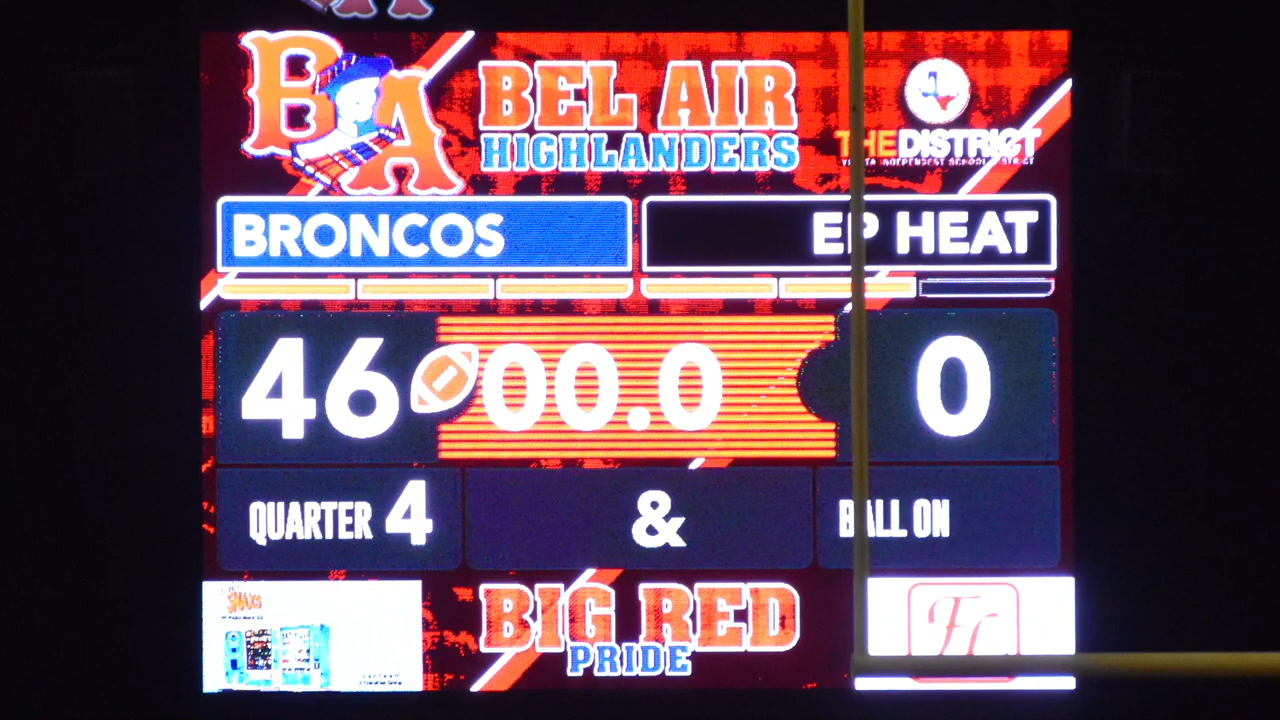 BA
BEL AIR
HIGHLANDERS
THE DISTRICT
BRONCOS
EP HEAT
46 00.0 0
QUARTER 4
&
BALL ON
SNAXS
BIG RED
PRIDE